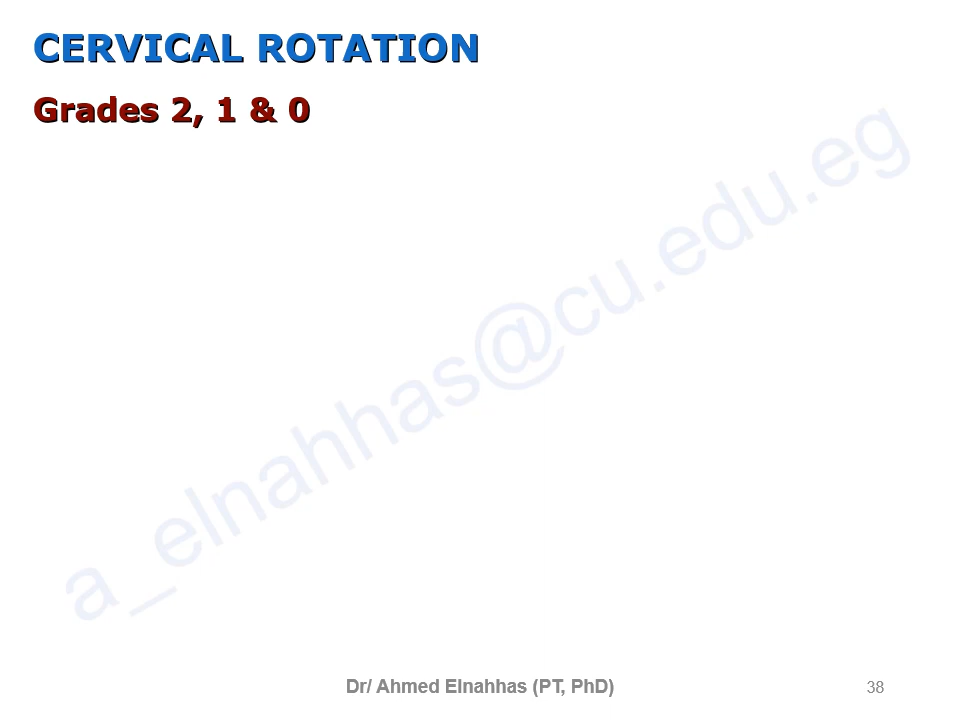 CERVICAL ROTATION
Grades 2, 1 & 0
a_elnahhas@cu.edu.eg
Dr/ Ahmed Elnahhas (PT, PhD)
38